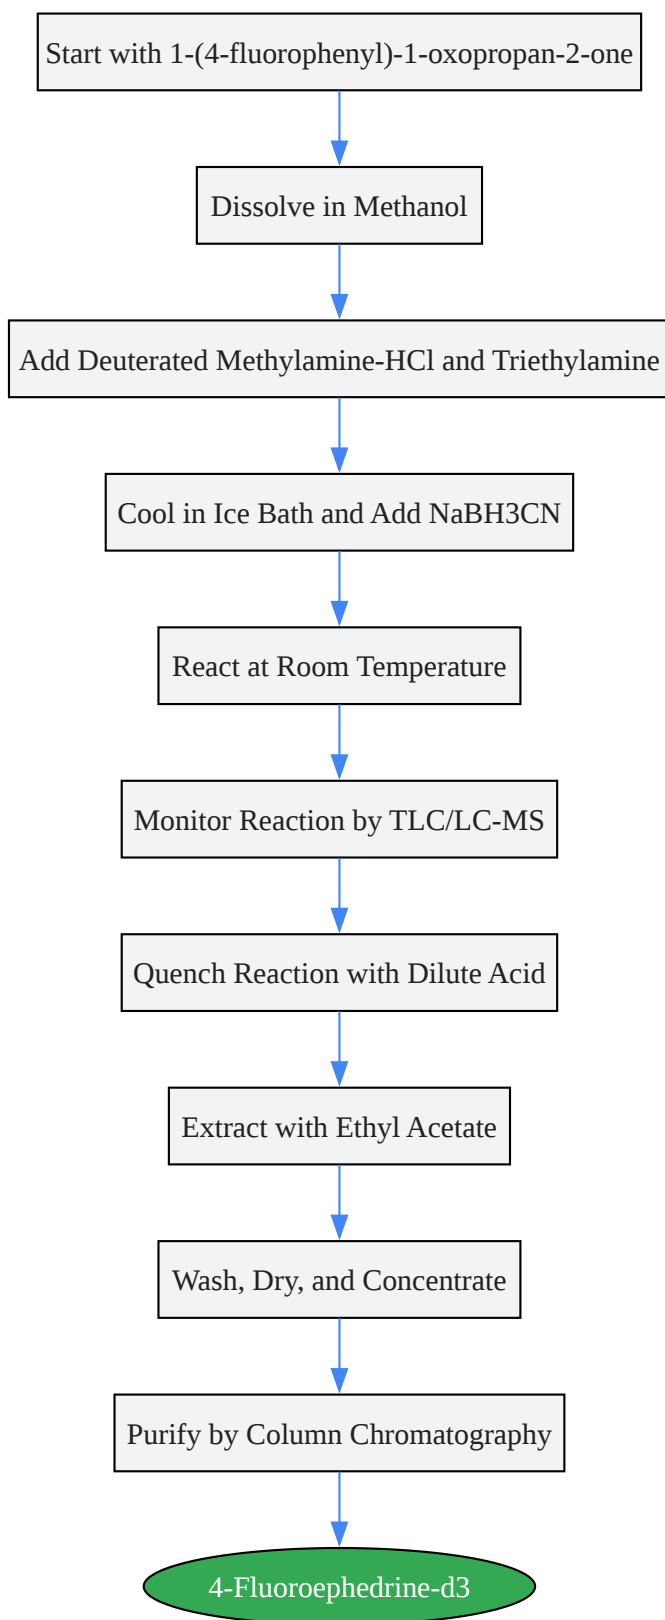 Start with 1-(4-fluorophenyl)-1-oxopropan-2-one
Dissolve in Methanol
Add Deuterated Methylamine-HCl and Triethylamine
Cool in Ice Bath and Add NaBH3CN
React at Room Temperature
Monitor Reaction by TLC/LC-MS
Quench Reaction with Dilute Acid
Extract with Ethyl Acetate
Wash, Dry, and Concentrate
Purify by Column Chromatography
4-Fluoroephedrine-d3